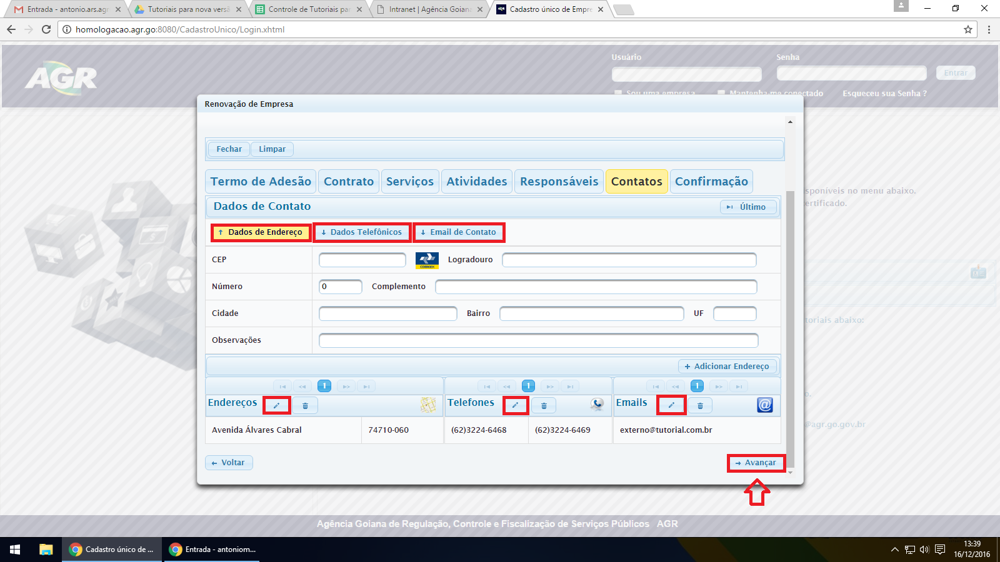 Entrada - antonio.ars.agr
Tutoriais para nova versã
Controle de Tutoriais pa
Intranet | Agência Goiana
Cadastro único de Empre
homologacao.agr.go:8080/CadastroUnico/Login.xhtml
AGR
Usuário
Senha
Entrar
Sou uma empresa
Mantenha-me conectado
Esqueceu sua Senha ?
Renovação de Empresa
Fechar
Limpar
Termo de Adesão
Contrato
Serviços
Atividades
Responsáveis
Contatos
Confirmação
sponíveis no menu abaixo.
ertificado.
Dados de Contato
Último
Dados de Endereço
Dados Telefônicos
Email de Contato
CEP
CORREIOS
Logradouro
Número
0
Complemento
Cidade
Bairro
UF
toriais abaixo:
Observações
+ Adicionar Endereço
1
1
1
o.
Endereços
Telefones
Emails
@
@agr.go.gov.br
Avenida Álvares Cabral
74710-060
(62)3224-6468
(62)3224-6469
externo@tutorial.com.br
Voltar
Avançar
Agência Goiana de Regulação, Controle e Fiscalização de Serviços Públicos AGR
Cadastro único de ...
Entrada - antoniom...
13:39
16/12/2016